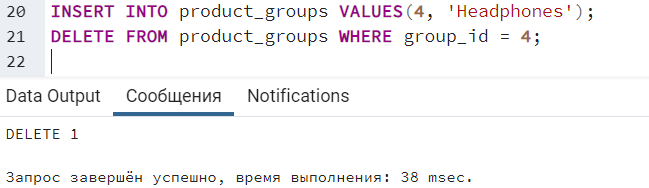 20 INSERT INTO product_groups VALUES(4, 'Headphones');
21 DELETE FROM product_groups WHERE group_id = 4;
22
Data Output Сообщения Notifications
DELETE 1
Запрос завершён успешно, время выполнения: 38 msec.